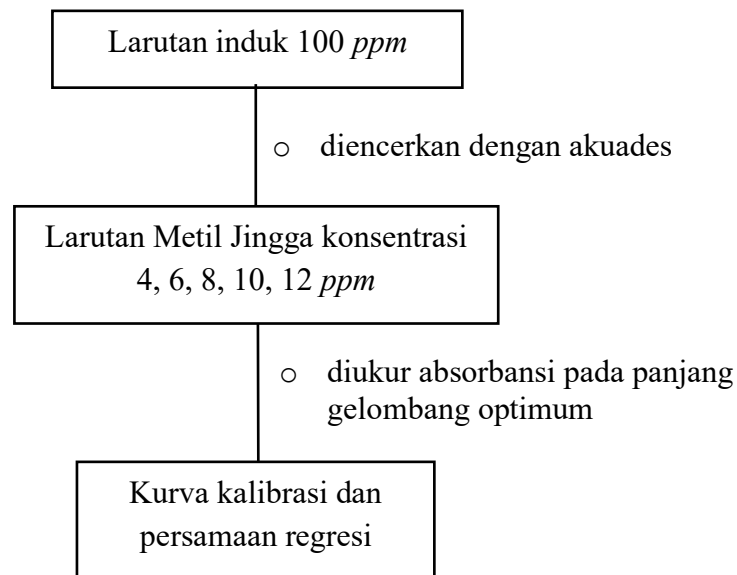 Larutan induk 100 ppm
○ diencerkan dengan akuades
Larutan Metil Jingga konsentrasi
4, 6, 8, 10, 12 ppm
○ diukur absorbansi pada panjang
gelombang optimum
Kurva kalibrasi dan
persamaan regresi